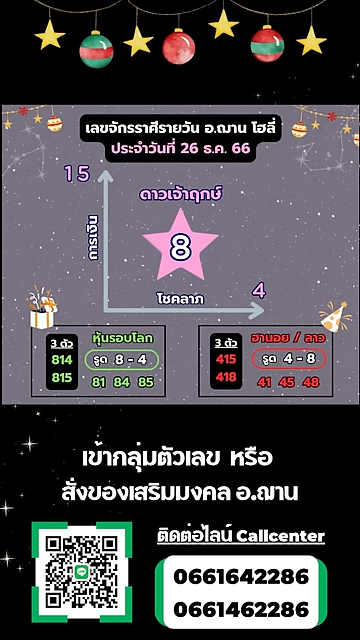 เลขจักรราศีรายวัน อ.ฌาน โฮลี่
ประจำวันที่ 26 ธ.ค. 66
15
ดาวเจ้าฤกษ์
การเงิน
8
โชคลาภ
4
3 ตัว
814
815
หุ้นรอบโลก
รูด 8 - 4
81 84 85
3 ตัว
415
418
ฮานอย / ลาว
รูด 4 - 8
41 45 48
เข้ากลุ่มตัวเลข หรือ
สั่งของเสริมมงคล อ.ฌาน
ติดต่อไลน์ Callcenter
0661642286
0661462286